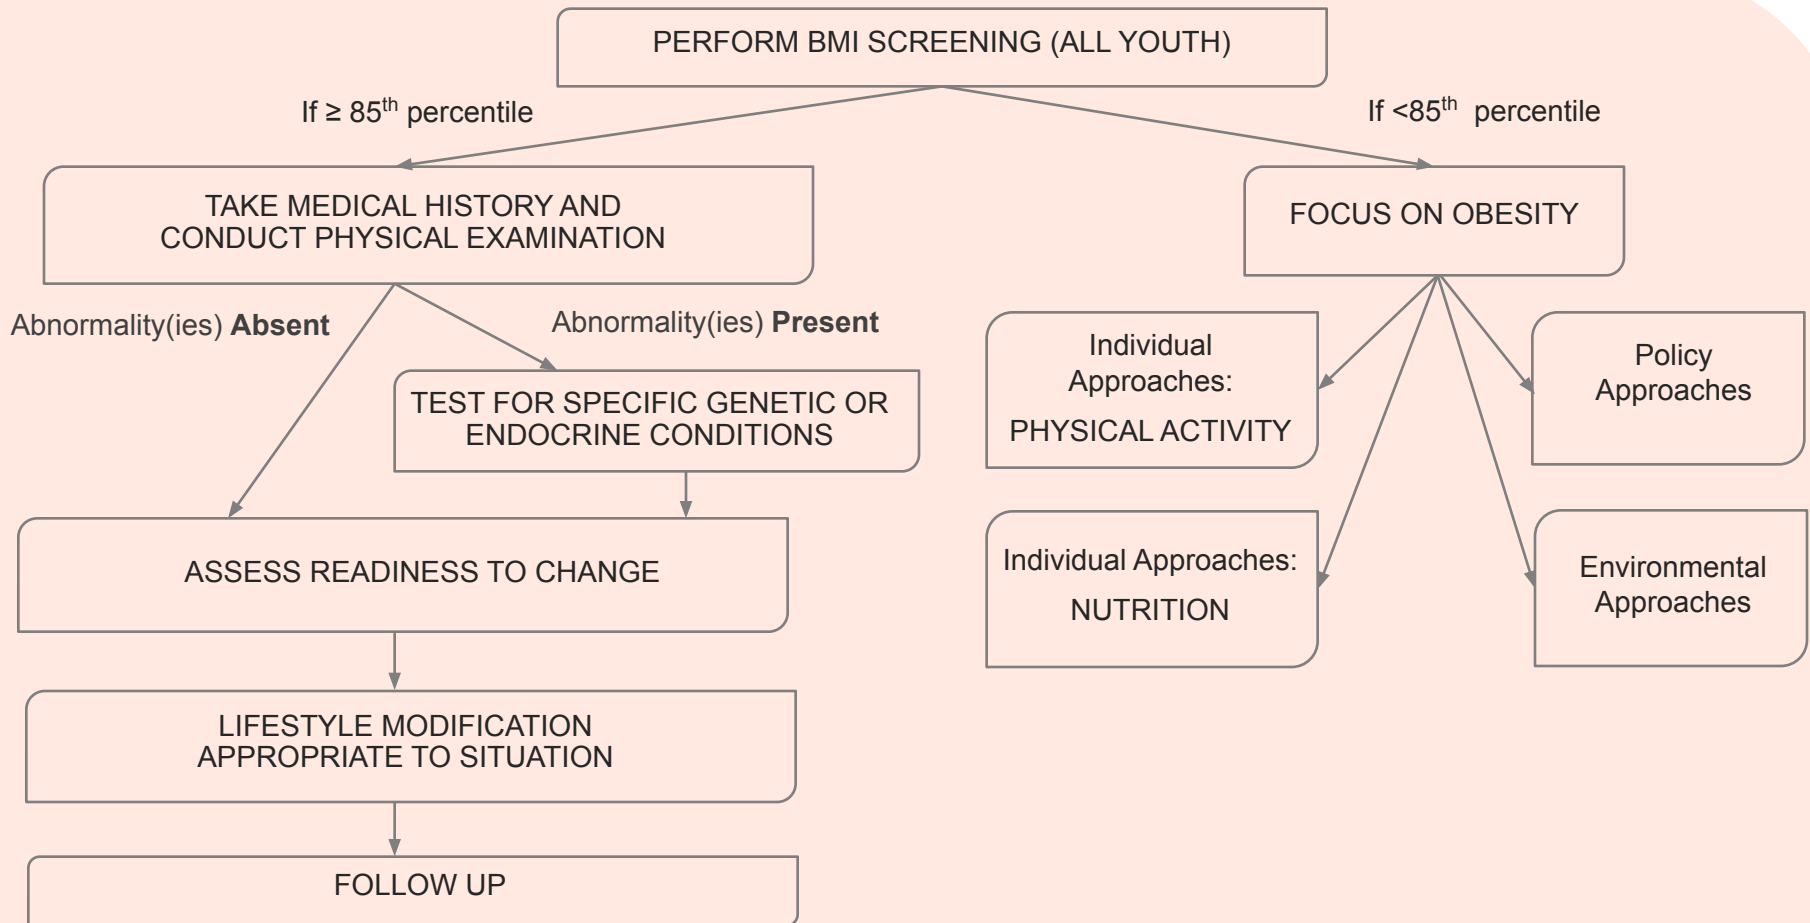 PERFORM BMI SCREENING (ALL YOUTH)
If ≥ 85th percentile
If <85th percentile
TAKE MEDICAL HISTORY AND
CONDUCT PHYSICAL EXAMINATION
FOCUS ON OBESITY
Abnormality(ies) Absent
Abnormality(ies) Present
TEST FOR SPECIFIC GENETIC OR
ENDOCRINE CONDITIONS
Individual
Approaches:
PHYSICAL ACTIVITY
Policy
Approaches
ASSESS READINESS TO CHANGE
Individual Approaches:
NUTRITION
Environmental
Approaches
LIFESTYLE MODIFICATION
APPROPRIATE TO SITUATION
FOLLOW UP